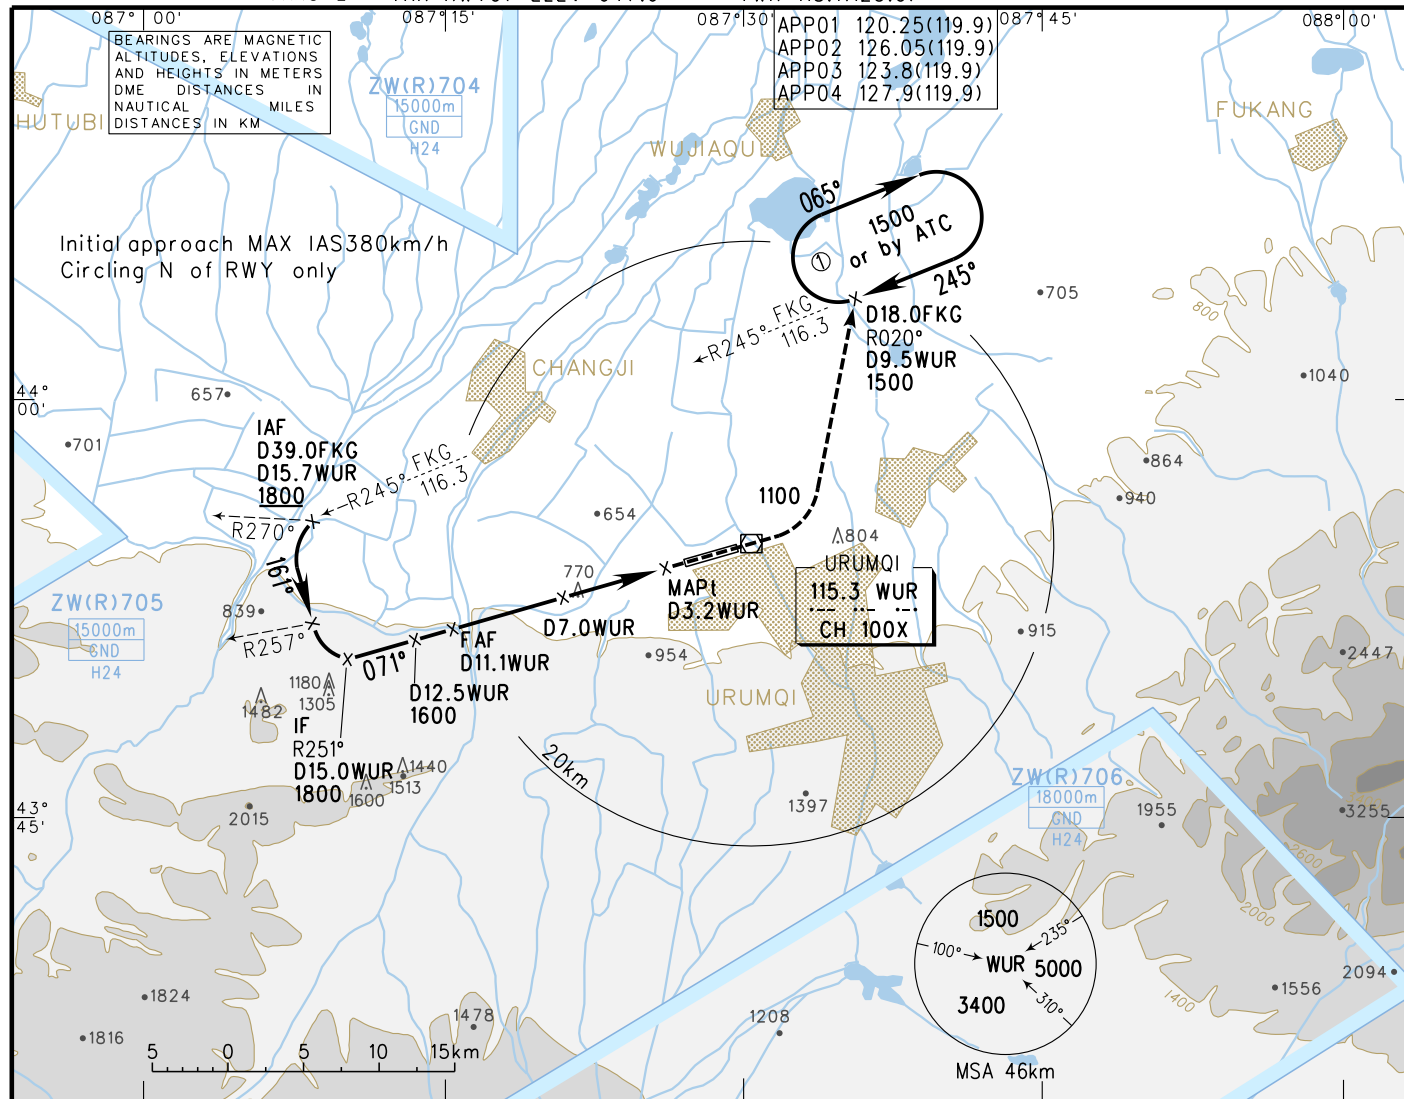 087° 00'
087° 15'
087° 30'
087° 45'
088° 00'
BEARINGS ARE MAGNETIC
ALTITUDES, ELEVATIONS
AND HEIGHTS IN METERS
DME DISTANCES IN
NAUTICAL MILES
DISTANCES IN KM
APP01 120.25(119.9)
APP02 126.05(119.9)
APP03 123.8(119.9)
APP04 127.9(119.9)
HUTUBI
ZW(R)704
15000m
GND
H24
WUJIAQU
FUKANG
Initial approach MAX IAS380km/h
Circling N of RWY only
065°
1500
or by ATC
1
245°
D18.0FKG
R020°
D9.5WUR
1500
R245° FKG
116.3
705
1040
CHANGJI
657
44°
00'
701
IAF
D39.0FKG
D15.7WUR
1800
R245° FKG
116.3
R270°
161°
654
1100
804
864
940
URUMQI
115.3 WUR
CH 100X
770
MAPt
D3.2WUR
ZW(R)705
15000m
GND
H24
839
R257°
071°
D7.0WUR
FAF
D11.1WUR
D12.5WUR
1600
954
915
2447
1180
1305
1482
IF
R251°
D15.0WUR
1800
URUMQI
1440
1513
1600
20km
43°
45'
2015
1397
ZW(R)706
18000m
GND
H24
1955
3255
800
2600
2000
1400
1500
100°
235°
WUR
5000
3400
310°
MSA 46km
2094
1556
1824
1816
1478
1208
5 0 5 10 15km